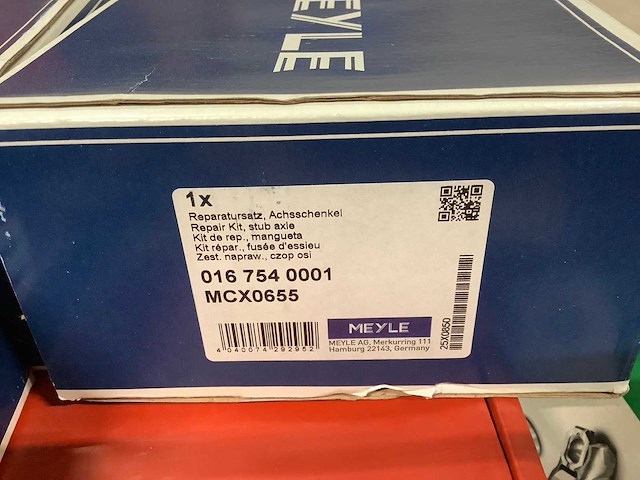 MEYLE
1x
Reparatursatz, Achsschenkel
Repair Kit, stub axle
Kit de rep., mangueta
Kit répar., fusée d'essieu
Zest. napraw., czop osi
016 754 0001
MCX0655
MEYLE
MEYLE AG, Merkurring 111
Hamburg 22143, Germany
4 040074 292952
25X0850